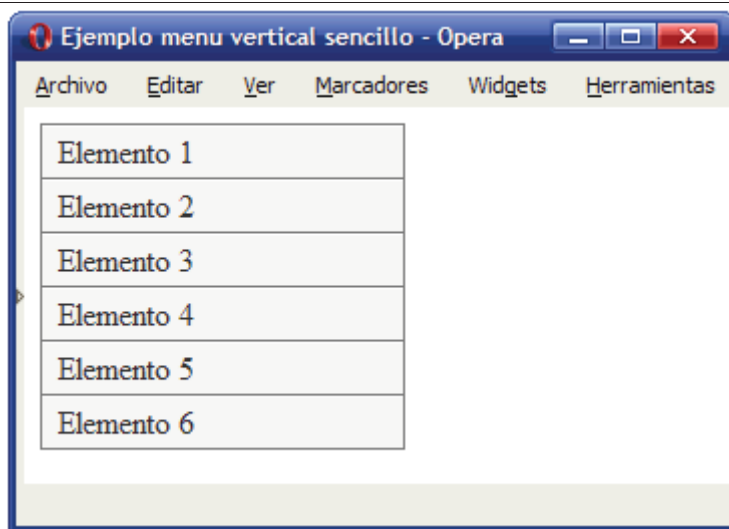 Ejemplo menu vertical sencillo - Opera
Archivo Editar Ver Marcadores Widgets Herramientas
Elemento 1
Elemento 2
Elemento 3
Elemento 4
Elemento 5
Elemento 6